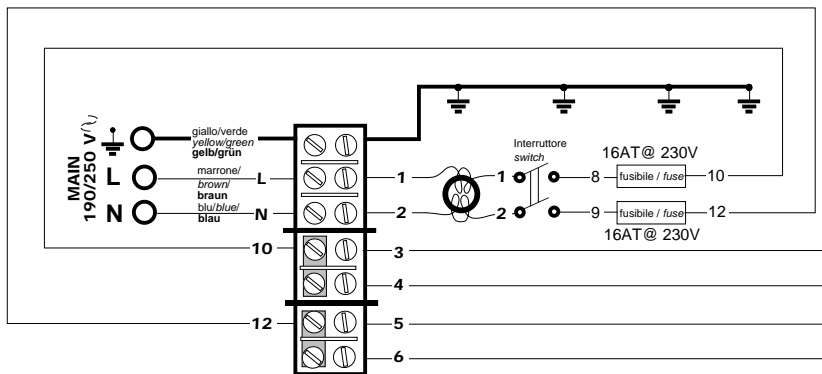 MAIN
190/250 V
giallo/verde
yellow/green
gelb/grün
L
marrone/
brown/
braun
L
N
blu/blue/
blau
N
1
2
1
2
Interruttore
switch
8
9
16AT@ 230V
fusibile / fuse
10
fusibile / fuse
12
16AT@ 230V
10
3
4
12
5
6